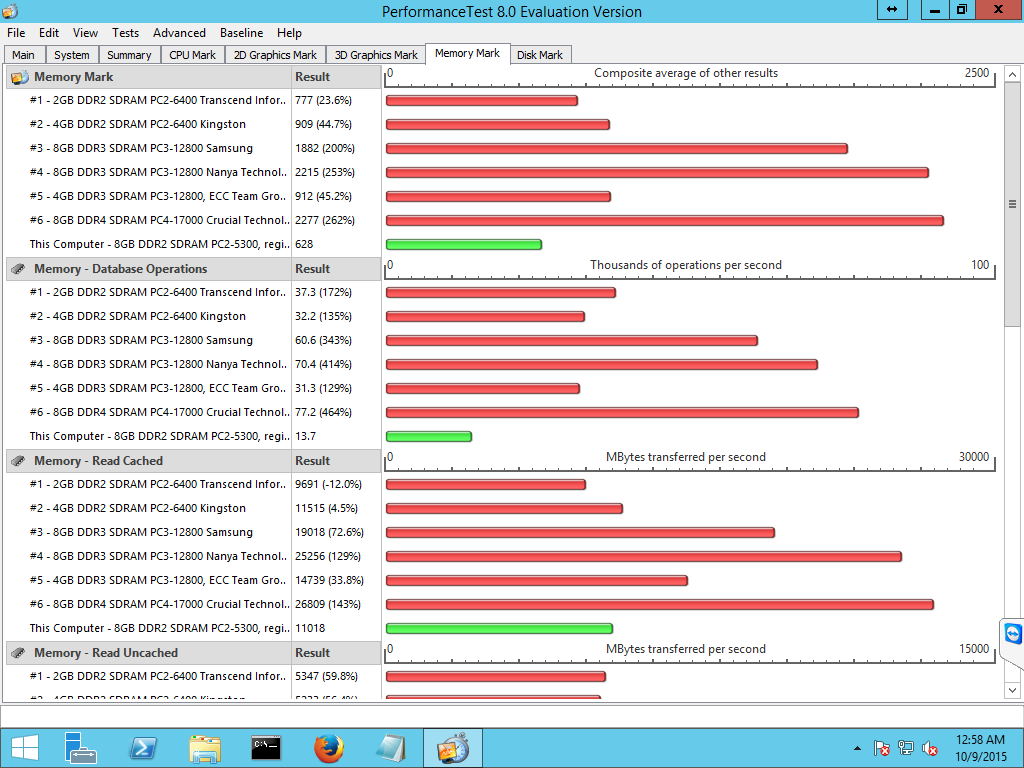 PerformanceTest 8.0 Evaluation Version
File Edit View Tests Advanced Baseline Help
Main System Summary CPU Mark 2D Graphics Mark 3D Graphics Mark Memory Mark Disk Mark
Memory Mark Result 0 Composite average of other results 2500
#1 - 2GB DDR2 SDRAM PC2-6400 Transcend Infor.. 777 (23.6%)
#2 - 4GB DDR2 SDRAM PC2-6400 Kingston 909 (44.7%)
#3 - 8GB DDR3 SDRAM PC3-12800 Samsung 1882 (200%)
#4 - 8GB DDR3 SDRAM PC3-12800 Nanya Technol.. 2215 (253%)
#5 - 4GB DDR3 SDRAM PC3-12800, ECC Team Gro.. 912 (45.2%)
#6 - 8GB DDR4 SDRAM PC4-17000 Crucial Technol.. 2277 (262%)
This Computer - 8GB DDR2 SDRAM PC2-5300, regi.. 628
Memory - Database Operations Result 0 Thousands of operations per second 100
#1 - 2GB DDR2 SDRAM PC2-6400 Transcend Infor.. 37.3 (172%)
#2 - 4GB DDR2 SDRAM PC2-6400 Kingston 32.2 (135%)
#3 - 8GB DDR3 SDRAM PC3-12800 Samsung 60.6 (343%)
#4 - 8GB DDR3 SDRAM PC3-12800 Nanya Technol.. 70.4 (414%)
#5 - 4GB DDR3 SDRAM PC3-12800, ECC Team Gro.. 31.3 (129%)
#6 - 8GB DDR4 SDRAM PC4-17000 Crucial Technol.. 77.2 (464%)
This Computer - 8GB DDR2 SDRAM PC2-5300, regi.. 13.7
Memory - Read Cached Result 0 MBytes transferred per second 30000
#1 - 2GB DDR2 SDRAM PC2-6400 Transcend Infor.. 9691 (-12.0%)
#2 - 4GB DDR2 SDRAM PC2-6400 Kingston 11515 (4.5%)
#3 - 8GB DDR3 SDRAM PC3-12800 Samsung 19018 (72.6%)
#4 - 8GB DDR3 SDRAM PC3-12800 Nanya Technol.. 25256 (129%)
#5 - 4GB DDR3 SDRAM PC3-12800, ECC Team Gro.. 14739 (33.8%)
#6 - 8GB DDR4 SDRAM PC4-17000 Crucial Technol.. 26809 (143%)
This Computer - 8GB DDR2 SDRAM PC2-5300, regi.. 11018
Memory - Read Uncached Result 0 MBytes transferred per second 15000
#1 - 2GB DDR2 SDRAM PC2-6400 Transcend Infor.. 5347 (59.8%)
#2 - 4GB DDR2 SDRAM PC2-6400 Kingston
12:58 AM
10/9/2015